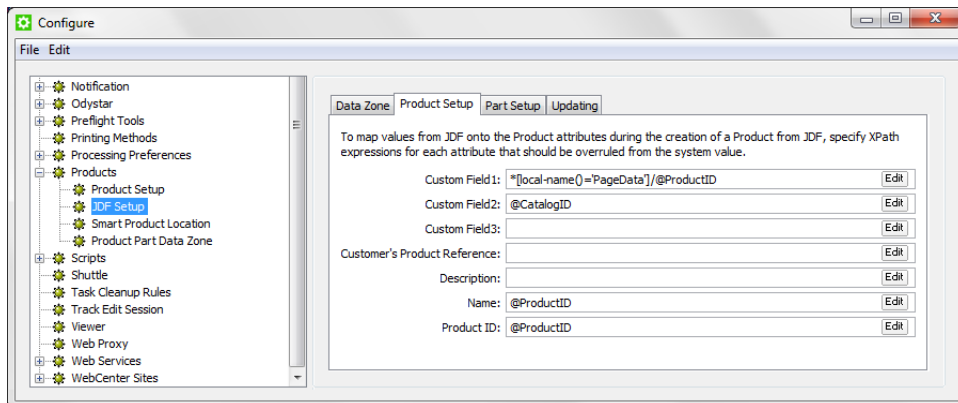 Configure
File Edit
Notification
Odystar
Preflight Tools
Printing Methods
Processing Preferences
Products
Product Setup
JDF Setup
Smart Product Location
Product Part Data Zone
Scripts
Shuttle
Task Cleanup Rules
Track Edit Session
Viewer
Web Proxy
Web Services
WebCenter Sites
Data Zone Product Setup Part Setup Updating
To map values from JDF onto the Product attributes during the creation of a Product from JDF, specify XPath
expressions for each attribute that should be overruled from the system value.
Custom Field1: *[local-name()='PageData']/@ProductID Edit
Custom Field2: @CatalogID Edit
Custom Field3: Edit
Customer's Product Reference: Edit
Description: Edit
Name: @ProductID Edit
Product ID: @ProductID Edit